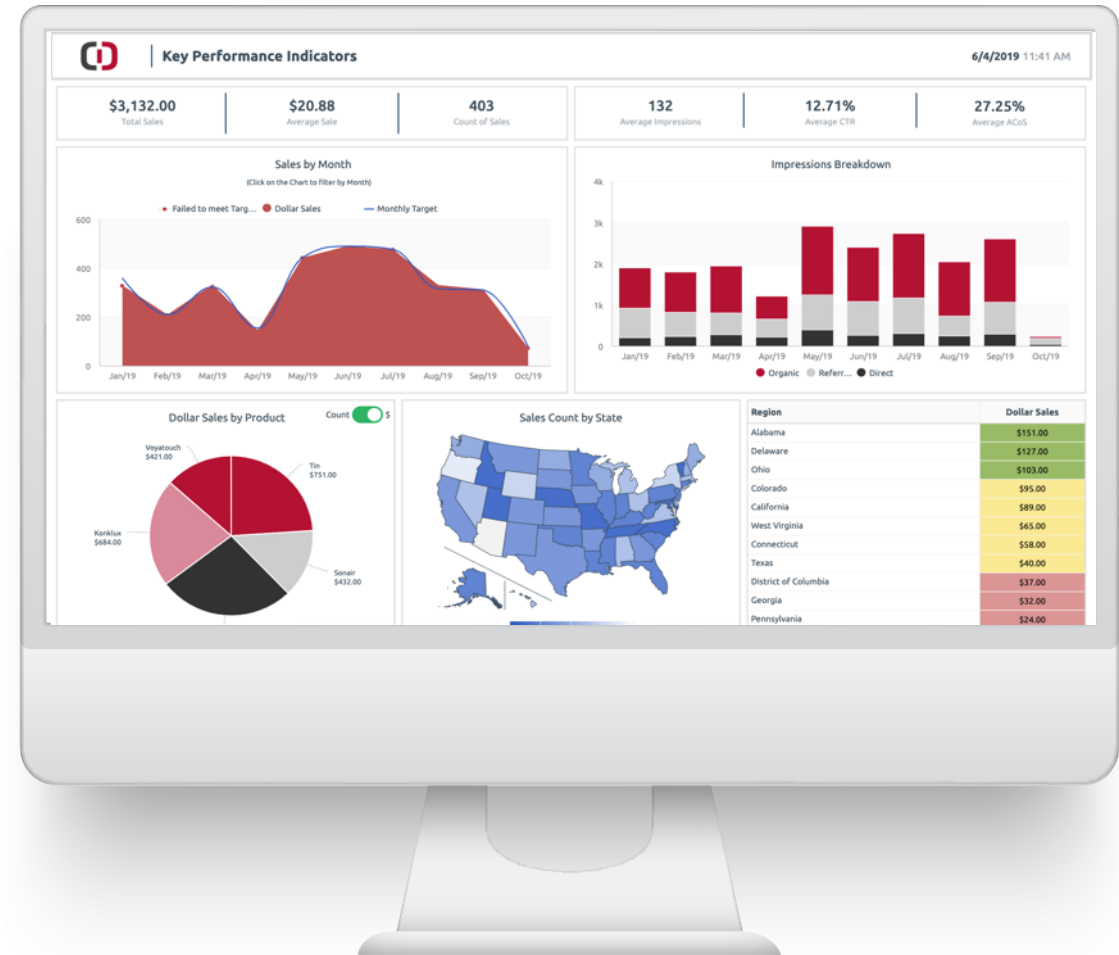 Key Performance Indicators
6/4/2019 11:41 AM
$3,132.00
Total Sales
$20.88
Average Sale
403
Count of Sales
132
Average Impressions
12.71%
Average CTR
27.25%
Average ACoS
Sales by Month
(Click on the Chart to filter by Month)
Failed to meet Targ... Dollar Sales Monthly Target
600
400
200
0
Jan/19 Feb/19 Mar/19 Apr/19 May/19 Jun/19 Jul/19 Aug/19 Sep/19 Oct/19
Impressions Breakdown
4k
3k
2k
1k
0
Jan/19 Feb/19 Mar/19 Apr/19 May/19 Jun/19 Jul/19 Aug/19 Sep/19 Oct/19
Organic Referr... Direct
Dollar Sales by Product
Count $
Voyatouch
$421.00
Tin
$751.00
Konklux
$684.00
Sonair
$432.00
Sales Count by State
Region Dollar Sales
Alabama $151.00
Delaware $127.00
Ohio $103.00
Colorado $95.00
California $89.00
West Virginia $65.00
Connecticut $58.00
Texas $40.00
District of Columbia $37.00
Georgia $32.00
Pennsylvania $24.00